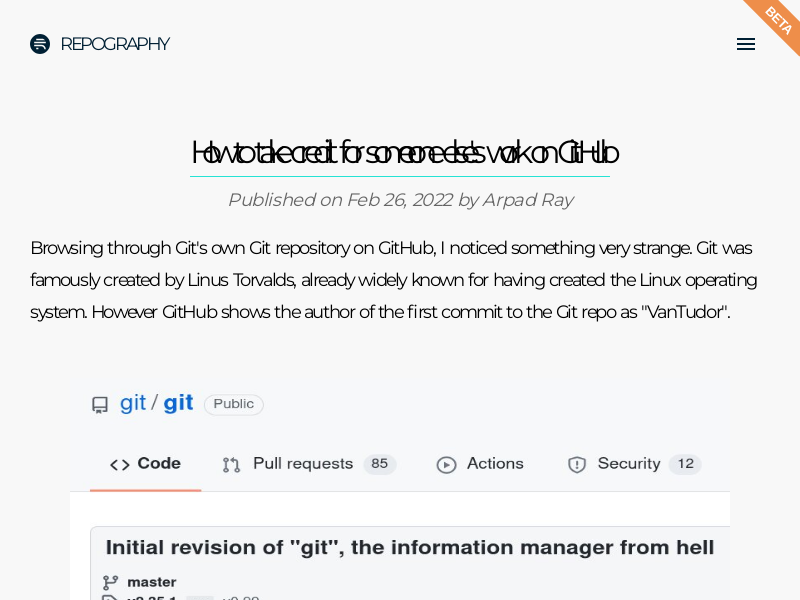 BETA
REPOGRAPHY
How to take credit for someone else's work on GitHub
Published on Feb 26, 2022 by Arpad Ray
Browsing through Git's own Git repository on GitHub, I noticed something very strange. Git was
famously created by Linus Torvalds, already widely known for having created the Linux operating
system. However GitHub shows the author of the first commit to the Git repo as "VanTudor".
git / git Public
Code Pull requests 85 Actions Security 12
Initial revision of "git", the information manager from hell
master